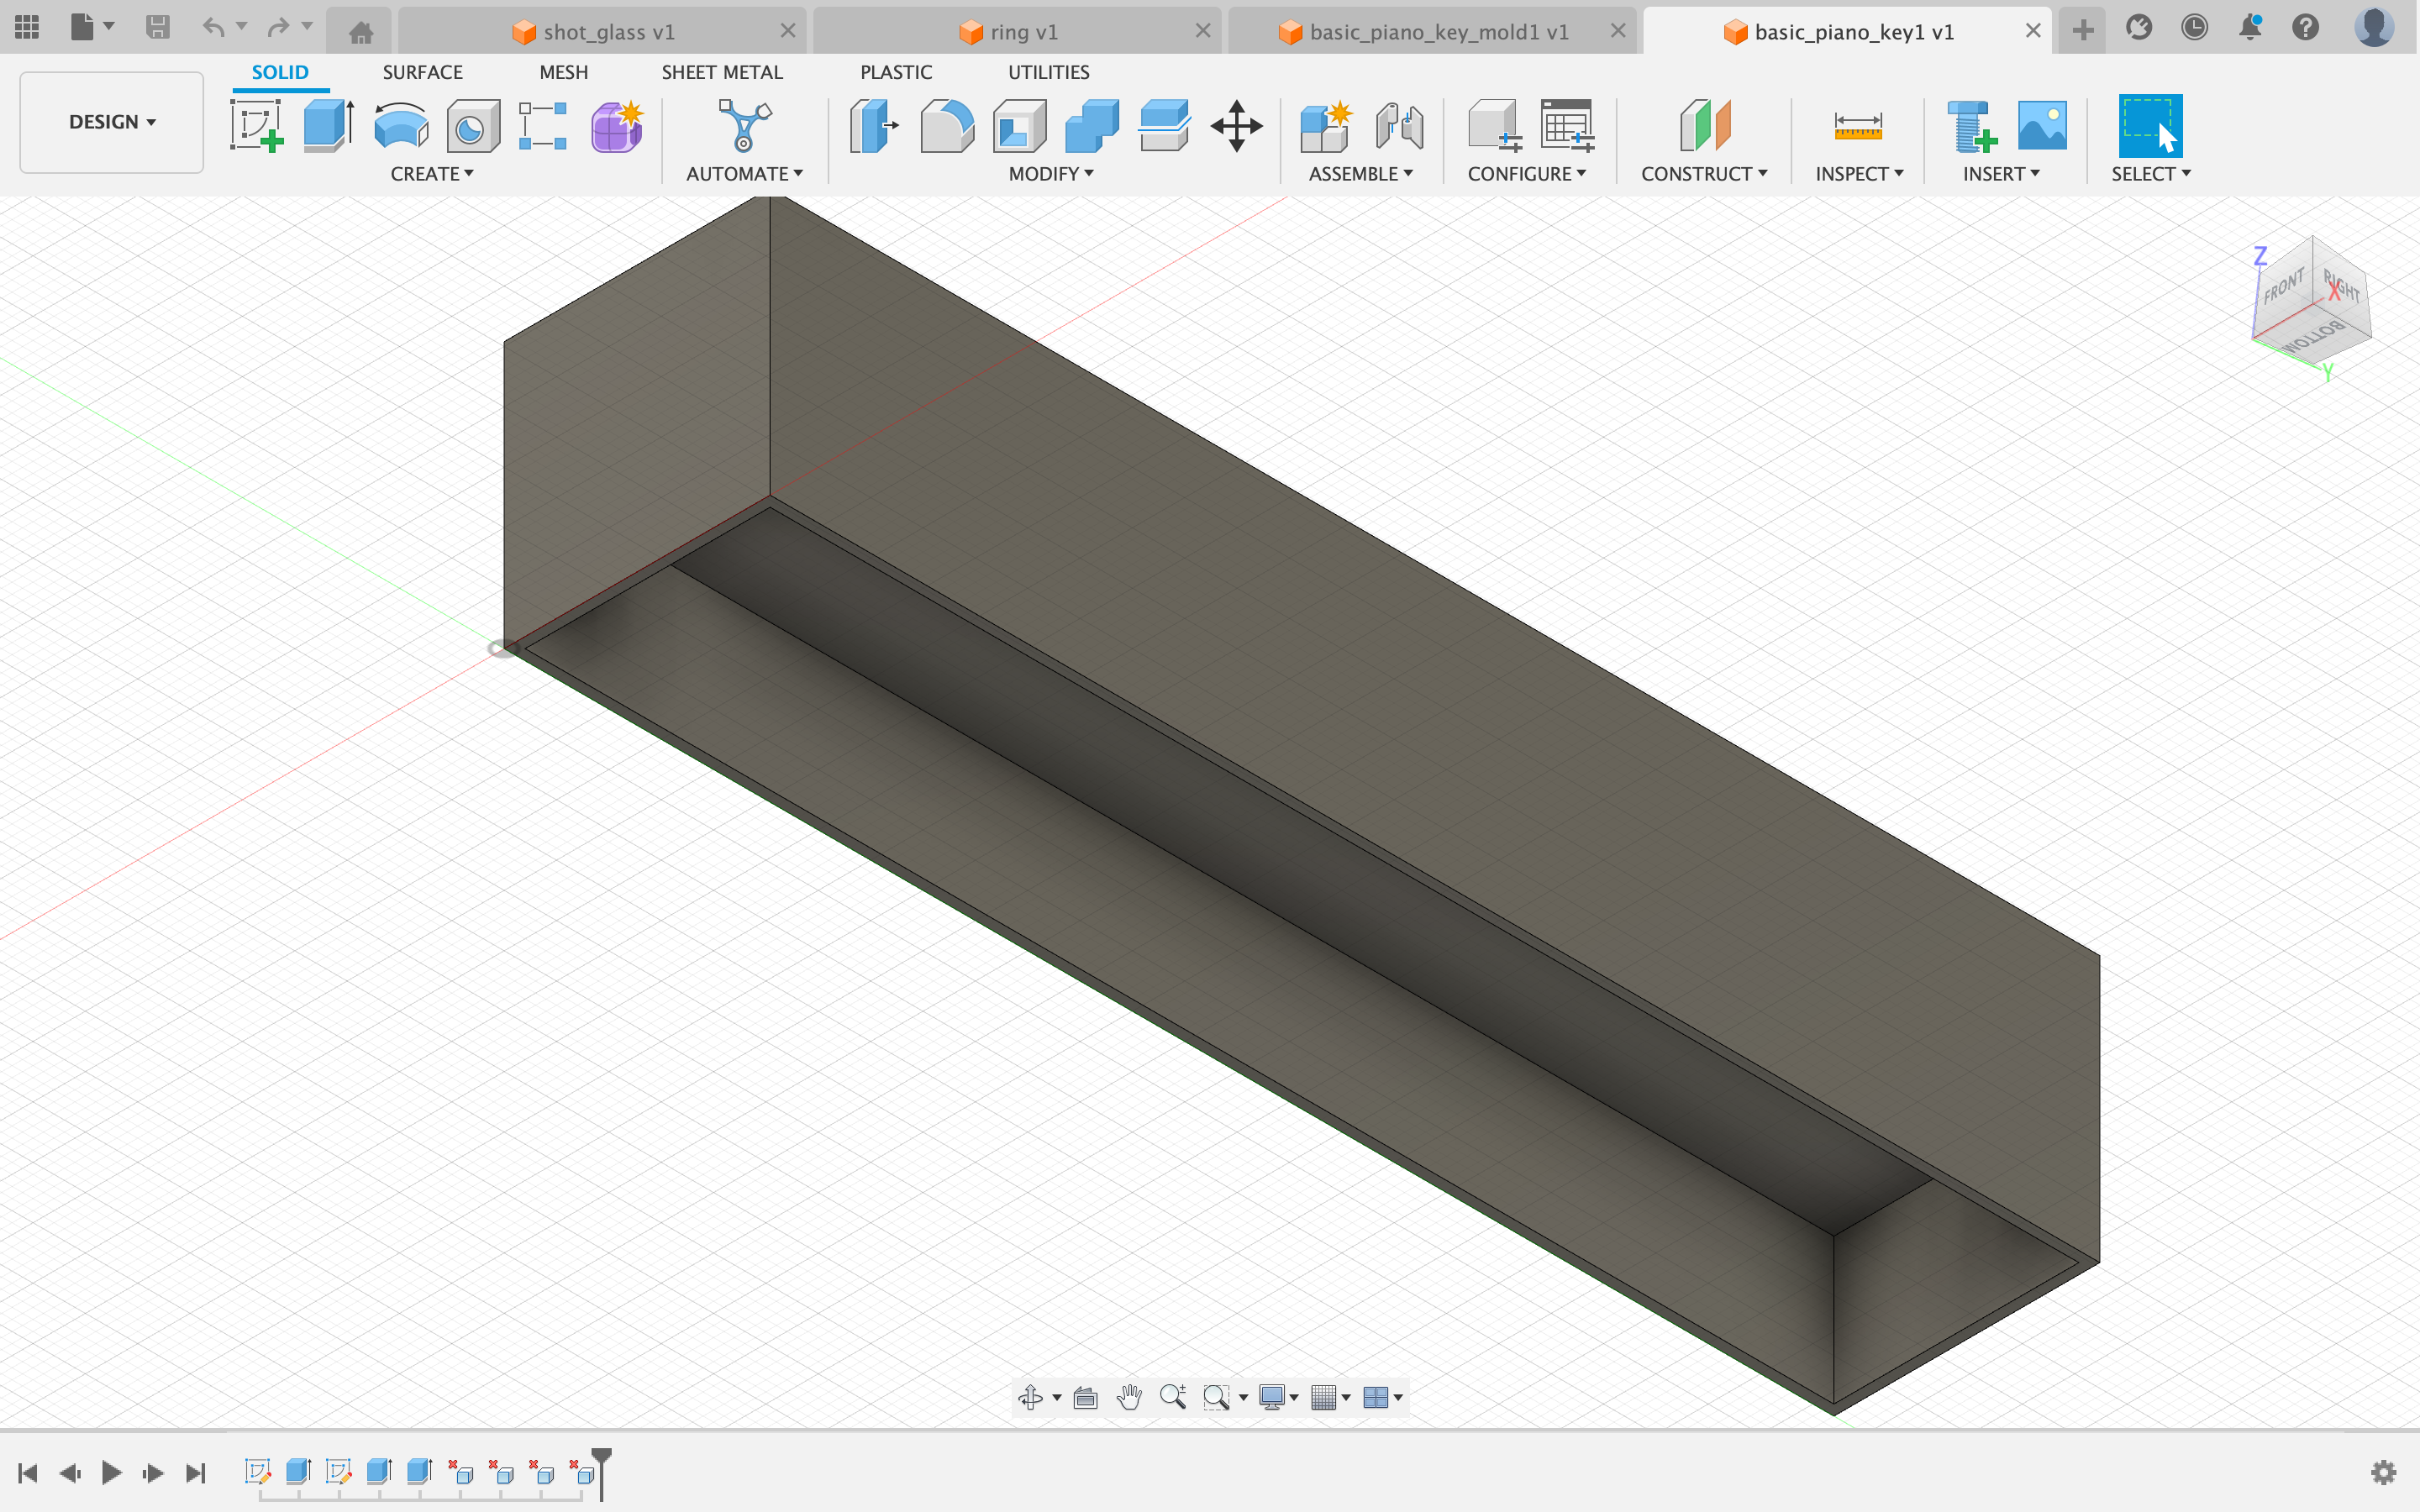 shot_glass v1
ring v1
basic_piano_key_mold1 v1
basic_piano_key1 v1
SOLID
SURFACE
MESH
SHEET METAL
PLASTIC
UTILITIES
DESIGN
CREATE
AUTOMATE
MODIFY
ASSEMBLE
CONFIGURE
CONSTRUCT
INSPECT
INSERT
SELECT
Z
FRONT
RIGHT
X
BOTTOM
Y